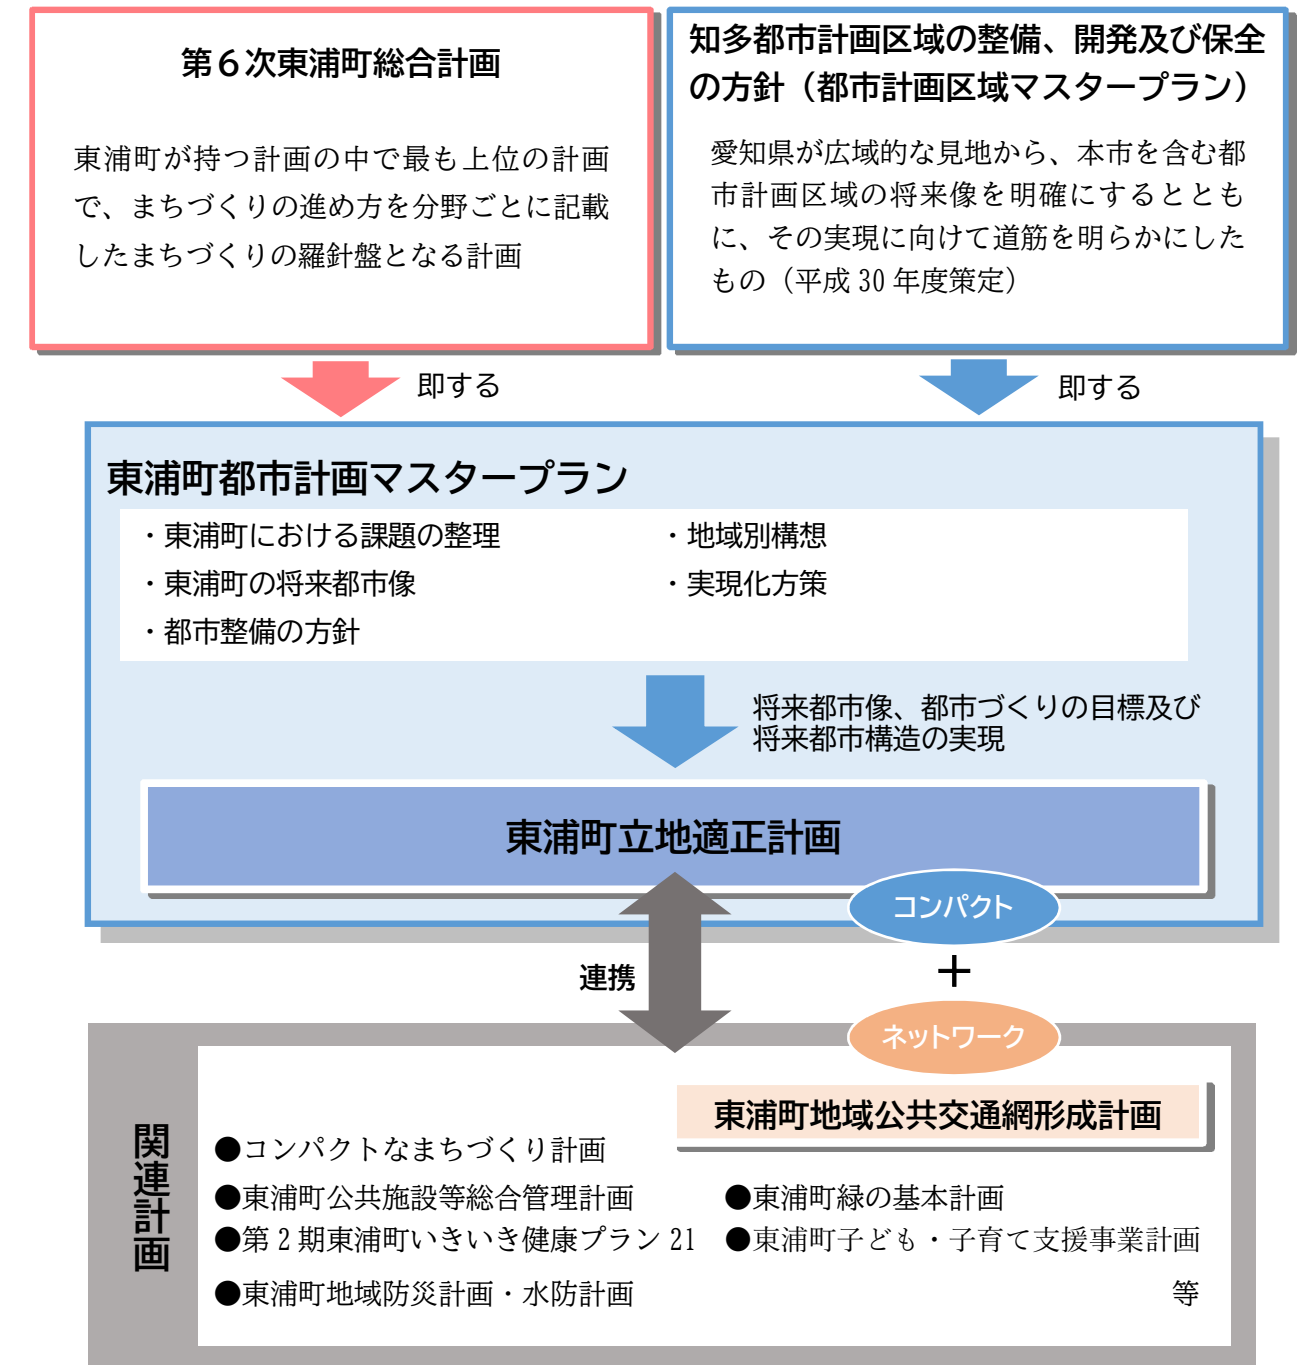 第６次東浦町総合計画
東浦町が持つ計画の中で最も上位の計画
で、まちづくりの進め方を分野ごとに記載
したまちづくりの羅針盤となる計画
知多都市計画区域の整備、開発及び保全
の方針（都市計画区域マスタープラン）
愛知県が広域的な見地から、本市を含む都
市計画区域の将来像を明確にするととも
に、その実現に向けて道筋を明らかにした
もの（平成 30 年度策定）
即する
即する
東浦町都市計画マスタープラン
・東浦町における課題の整理
・東浦町の将来都市像
・都市整備の方針
・地域別構想
・実現化方策
将来都市像、都市づくりの目標及び
将来都市構造の実現
東浦町立地適正計画
コンパクト
＋
連携
ネットワーク
関連計画
東浦町地域公共交通網形成計画
●コンパクトなまちづくり計画
●東浦町公共施設等総合管理計画
●東浦町緑の基本計画
●第２期東浦町いきいき健康プラン 21
●東浦町子ども・子育て支援事業計画
●東浦町地域防災計画・水防計画
等